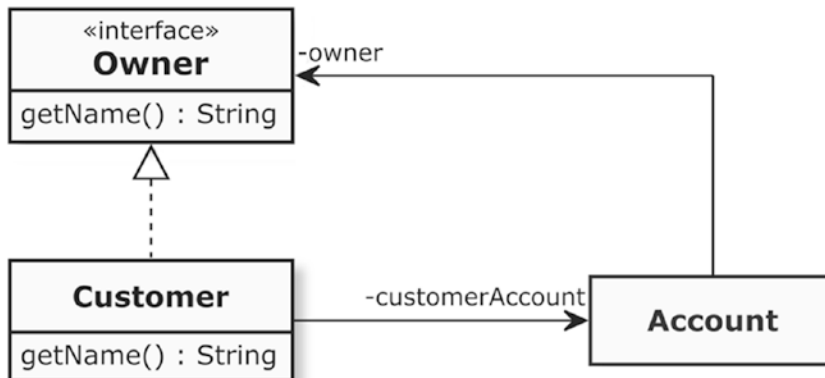 «interface»
Owner
-owner
getName() : String
Customer
-customerAccount
Account
getName() : String